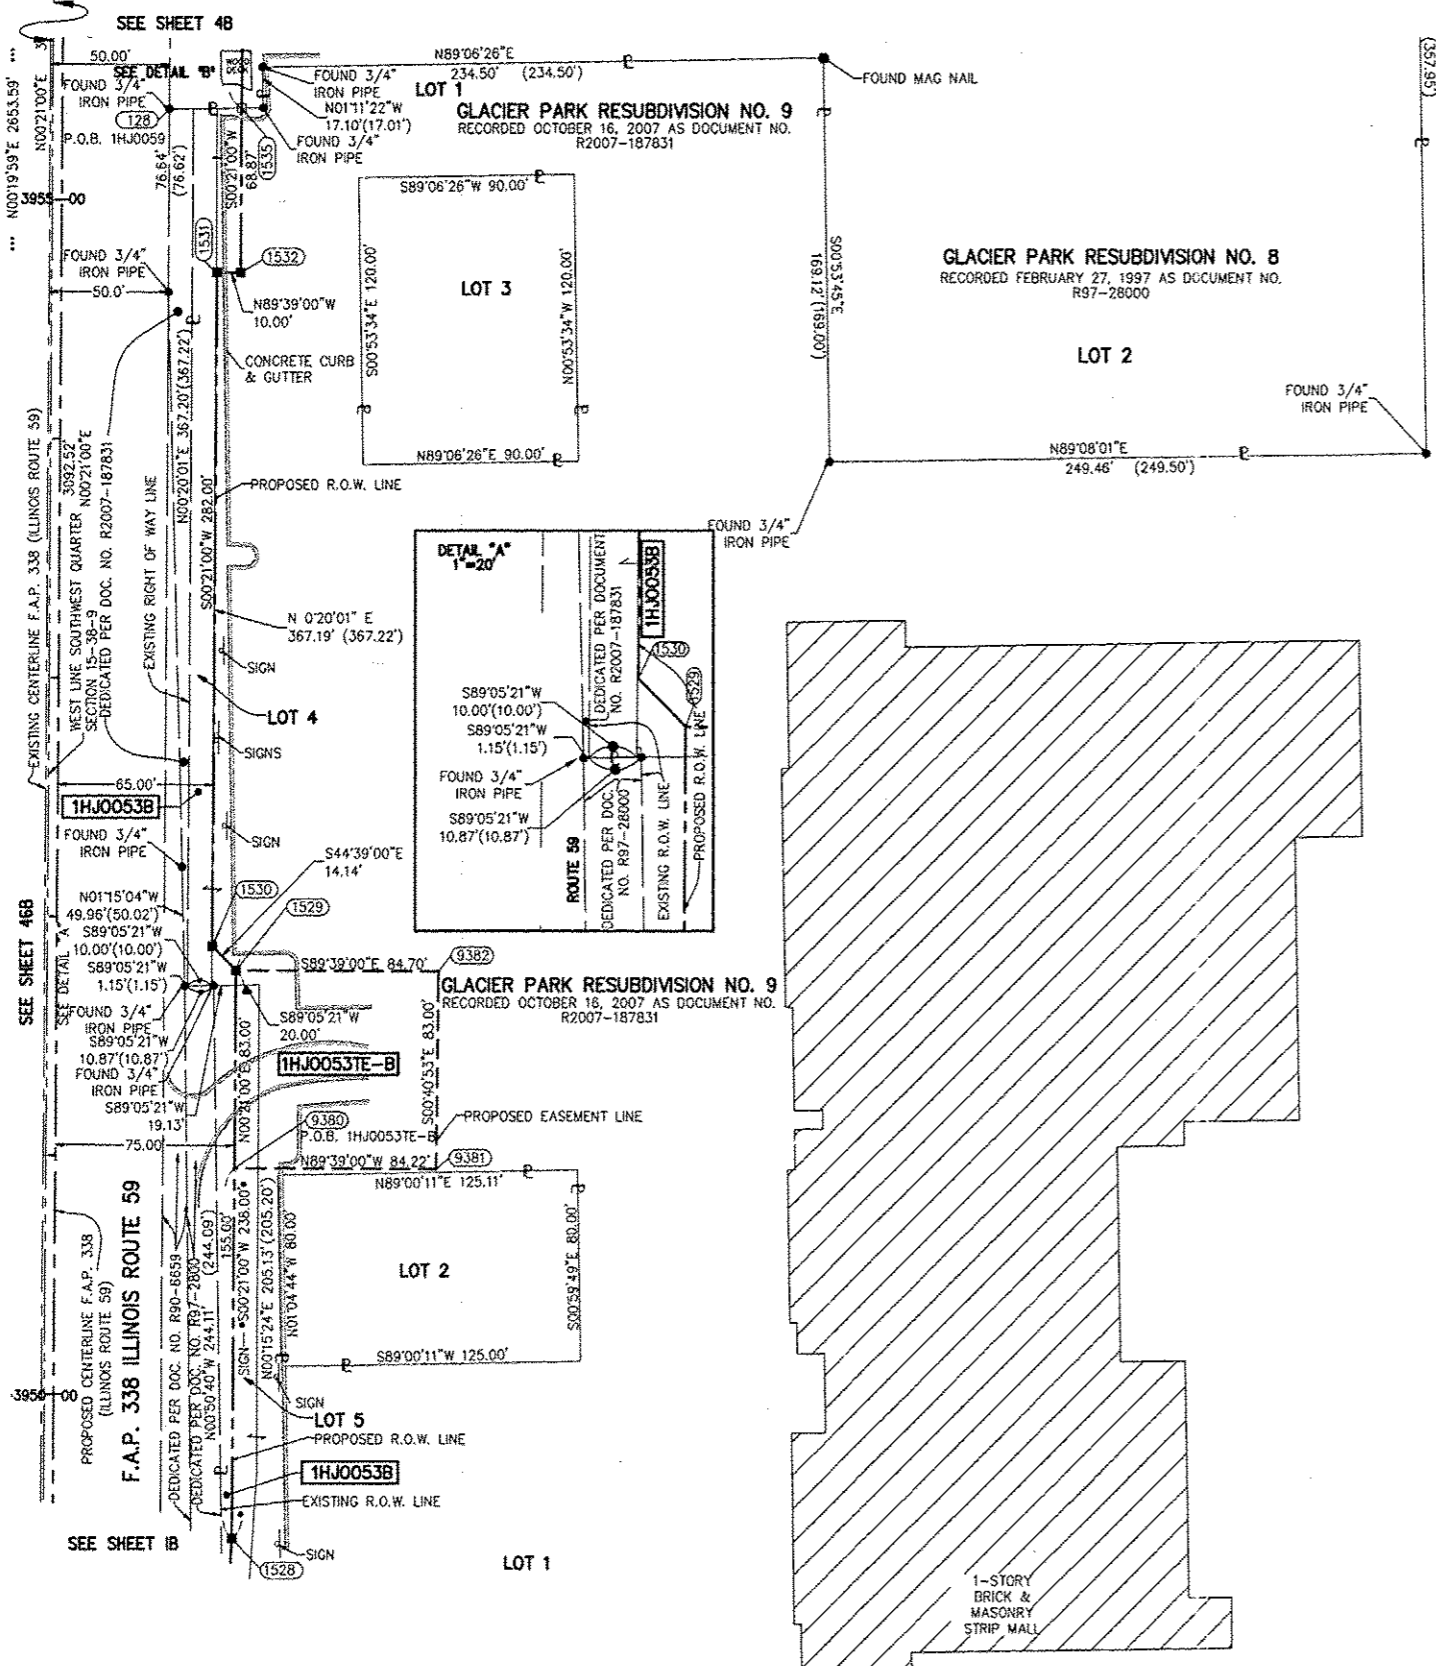 SEE SHEET 4B
50.00'
SEE DETAIL "B"
WOOD DECK
FOUND 3/4"
IRON PIPE
128
P.O.B. 1HJ0059
N00°19'59"E 2653.59'
N00°21'00"E
3955+00
76.64'
(76.62')
FOUND 3/4"
IRON PIPE
N01°11'22"W
17.10'(17.01')
FOUND 3/4"
IRON PIPE
LOT 1
N89°06'26"E
234.50' (234.50')
FOUND MAG NAIL
(357.95')
GLACIER PARK RESUBDIVISION NO. 9
RECORDED OCTOBER 16, 2007 AS DOCUMENT NO.
R2007-187831
S00°21'00"W
68.87'
1535
1531
1532
N89°39'00"W
10.00'
FOUND 3/4"
IRON PIPE
50.0'
CONCRETE CURB
& GUTTER
S89°06'26"W 90.00'
S00°53'34"E 120.00'
LOT 3
N00°53'34"W 120.00'
N89°06'26"E 90.00'
S0°53'45"E
169.12' (169.00')
GLACIER PARK RESUBDIVISION NO. 8
RECORDED FEBRUARY 27, 1997 AS DOCUMENT NO.
R97-28000
LOT 2
FOUND 3/4"
IRON PIPE
N89°08'01"E
249.46' (249.50')
FOUND 3/4"
IRON PIPE
EXISTING CENTERLINE F.A.P. 338 (ILLINOIS ROUTE 59)
WEST LINE SOUTHWEST QUARTER
SECTION 15-38-9
3092.52'
N00°21'00"E
DEDICATED PER DOC. NO. R2007-187831
EXISTING RIGHT OF WAY LINE
N00°20'01"E 367.20'(367.22')
S00°21'00"W 282.00'
PROPOSED R.O.W. LINE
N 0°20'01" E
367.19' (367.22')
SIGN
LOT 4
SIGNS
65.00'
1HJ0053B
SIGN
FOUND 3/4"
IRON PIPE
S44°39'00"E
14.14'
1530
1529
DETAIL "A"
1"=20'
DEDICATED PER DOCUMENT
NO. R2007-187831
1HJ0053B
1530
1529
S89°05'21"W
10.00'(10.00')
S89°05'21"W
1.15'(1.15')
FOUND 3/4"
IRON PIPE
S89°05'21"W
10.87'(10.87')
ROUTE 59
DEDICATED PER DOC.
NO. R97-28000
EXISTING R.O.W. LINE
PROPOSED R.O.W. LINE
SEE SHEET 46B
SEE DETAIL "A"
N01°15'04"W
49.96'(50.02')
S89°05'21"W
10.00'(10.00')
S89°05'21"W
1.15'(1.15')
FOUND 3/4"
IRON PIPE
S89°05'21"W
10.87'(10.87')
FOUND 3/4"
IRON PIPE
S89°05'21"W
19.13'
S89°39'00"E 84.70'
9382
GLACIER PARK RESUBDIVISION NO. 9
RECORDED OCTOBER 16, 2007 AS DOCUMENT NO.
R2007-187831
S89°05'21"W
20.00'
1HJ0053TE-B
N00°21'00"E 83.00'
S00°40'53"E 83.00'
PROPOSED EASEMENT LINE
9380
P.O.B. 1HJ0053TE-B
75.00'
N89°39'00"W 84.22'
9381
N89°00'11"E 125.11'
N01°04'44"W 80.00'
LOT 2
S00°59'49"E 80.00'
S89°00'11"W 125.00'
3950+00
PROPOSED CENTERLINE F.A.P. 338
(ILLINOIS ROUTE 59)
F.A.P. 338 ILLINOIS ROUTE 59
DEDICATED PER DOC. NO. R90-6659
DEDICATED PER DOC. NO. R97-2800
N00°50'40"W 244.11'
(244.09')
155.00'
SIGN
*S00°21'00"W 238.00'*
N00°15'24"E 205.13' (205.20')
SIGN
LOT 5
PROPOSED R.O.W. LINE
1HJ0053B
EXISTING R.O.W. LINE
SEE SHEET 1B
SIGN
1528
LOT 1
1-STORY
BRICK &
MASONRY
STRIP MALL